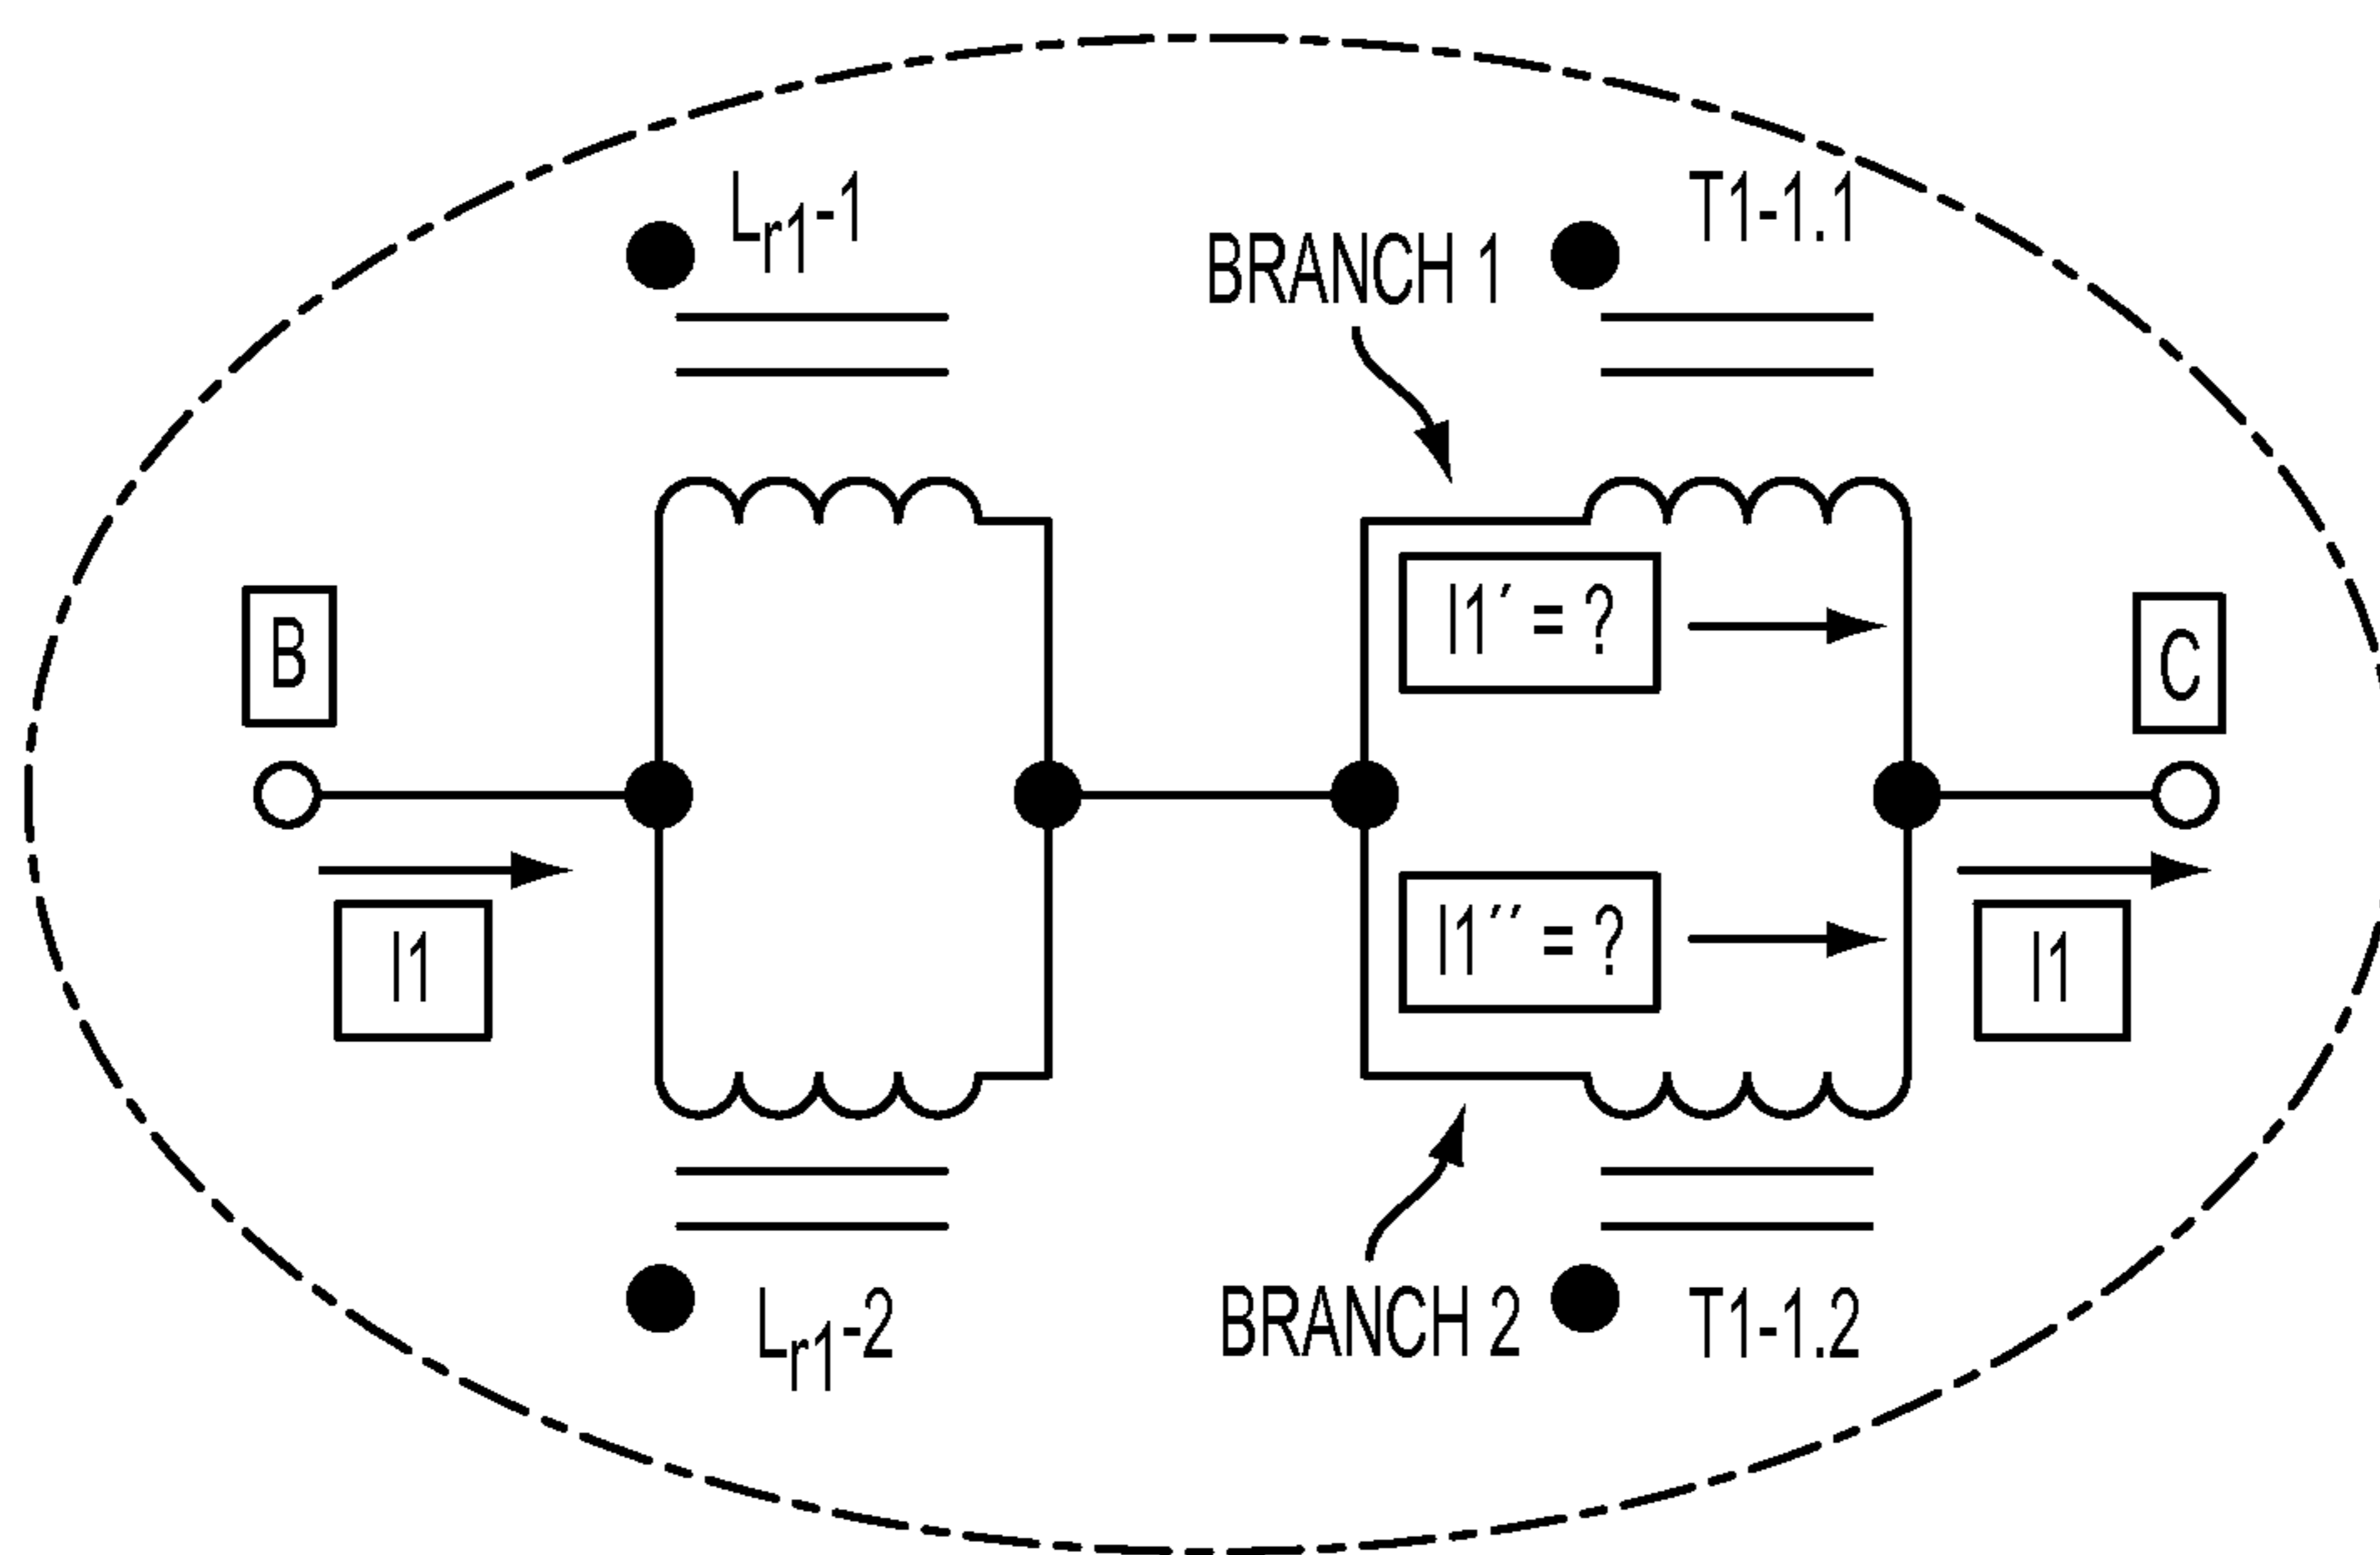 Lr1-1
T1-1.1
BRANCH 1
I1′ = ?
B
C
I1′′ = ?
I1
I1
BRANCH 2
Lr1-2
T1-1.2